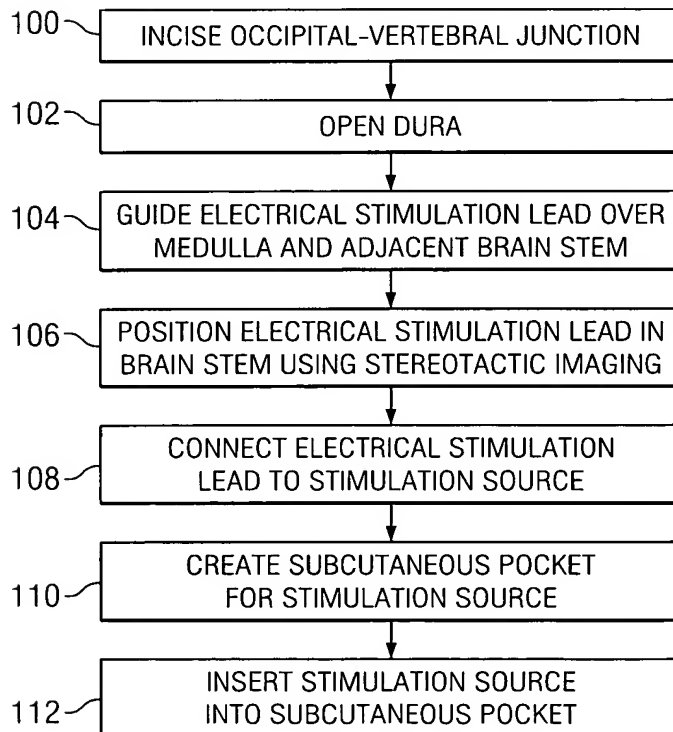 100
INCISE OCCIPITAL-VERTEBRAL JUNCTION
102
OPEN DURA
104
GUIDE ELECTRICAL STIMULATION LEAD OVER
MEDULLA AND ADJACENT BRAIN STEM
106
POSITION ELECTRICAL STIMULATION LEAD IN
BRAIN STEM USING STEREOTACTIC IMAGING
108
CONNECT ELECTRICAL STIMULATION
LEAD TO STIMULATION SOURCE
110
CREATE SUBCUTANEOUS POCKET
FOR STIMULATION SOURCE
112
INSERT STIMULATION SOURCE
INTO SUBCUTANEOUS POCKET